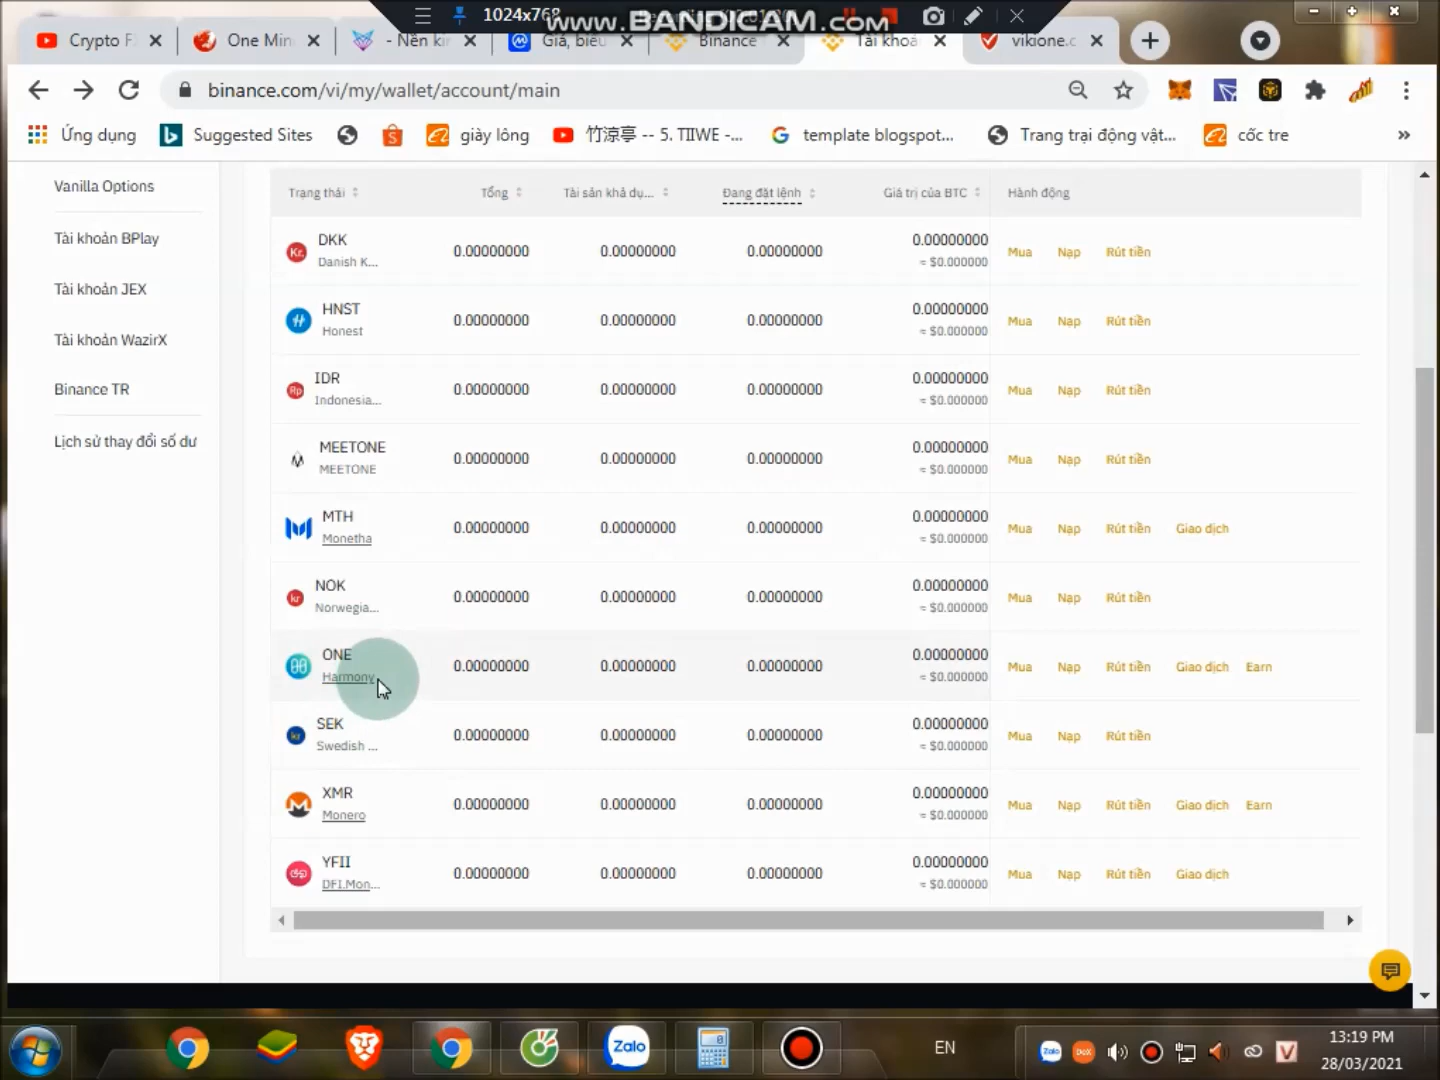 1024x768
www.BANDICAM.com
Crypto F
One Min
- Nền kin
Giá, biểu
Binance
Tài khoả
vikione.c
binance.com/vi/my/wallet/account/main
Ứng dụng
Suggested Sites
giày lông
竹涼亭 -- 5. TIIWE -...
template blogspot...
Trang trại động vật...
cốc tre
»
Vanilla Options
Tài khoản BPlay
Tài khoản JEX
Tài khoản WazirX
Binance TR
Lịch sử thay đổi số dư
Trạng thái Tổng Tài sản khả dụ... Đang đặt lệnh Giá trị của BTC Hành động
DKK 0.00000000 0.00000000 0.00000000 0.00000000 Mua Nạp Rút tiền
Danish K... ≈ $0.000000
HNST 0.00000000 0.00000000 0.00000000 0.00000000 Mua Nạp Rút tiền
Honest ≈ $0.000000
IDR 0.00000000 0.00000000 0.00000000 0.00000000 Mua Nạp Rút tiền
Indonesia... ≈ $0.000000
MEETONE 0.00000000 0.00000000 0.00000000 0.00000000 Mua Nạp Rút tiền
MEETONE ≈ $0.000000
MTH 0.00000000 0.00000000 0.00000000 0.00000000 Mua Nạp Rút tiền Giao dịch
Monetha ≈ $0.000000
NOK 0.00000000 0.00000000 0.00000000 0.00000000 Mua Nạp Rút tiền
Norwegia... ≈ $0.000000
ONE 0.00000000 0.00000000 0.00000000 0.00000000 Mua Nạp Rút tiền Giao dịch Earn
Harmony ≈ $0.000000
SEK 0.00000000 0.00000000 0.00000000 0.00000000 Mua Nạp Rút tiền
Swedish ... ≈ $0.000000
XMR 0.00000000 0.00000000 0.00000000 0.00000000 Mua Nạp Rút tiền Giao dịch Earn
Monero ≈ $0.000000
YFII 0.00000000 0.00000000 0.00000000 0.00000000 Mua Nạp Rút tiền Giao dịch
DFI.Mon... ≈ $0.000000
Zalo
EN
13:19 PM
28/03/2021